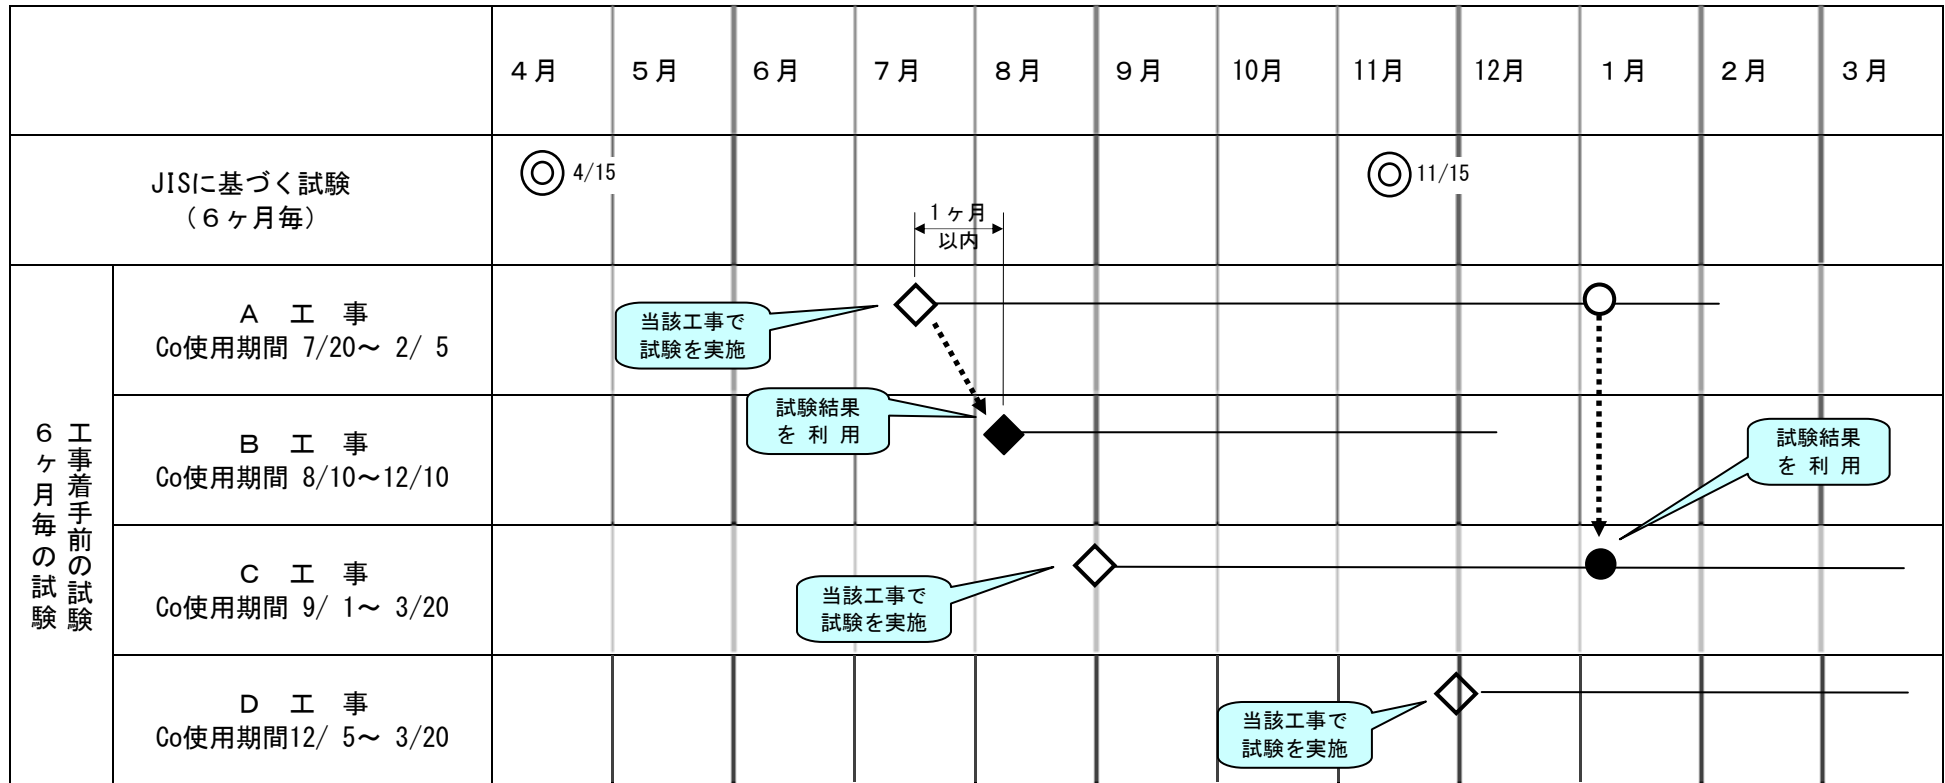 ４月 ５月 ６月 ７月 ８月 ９月 10月 11月 12月 １月 ２月 ３月
JISに基づく試験
（６ヶ月毎）
4/15
11/15
１ヶ月
以内
工事着手前の試験
６ヶ月毎の試験
Ａ　工　事
Co使用期間 7/20～ 2/ 5
当該工事で
試験を実施
Ｂ　工　事
Co使用期間 8/10～12/10
試験結果
を 利 用
試験結果
を 利 用
Ｃ　工　事
Co使用期間 9/ 1～ 3/20
当該工事で
試験を実施
Ｄ　工　事
Co使用期間12/ 5～ 3/20
当該工事で
試験を実施